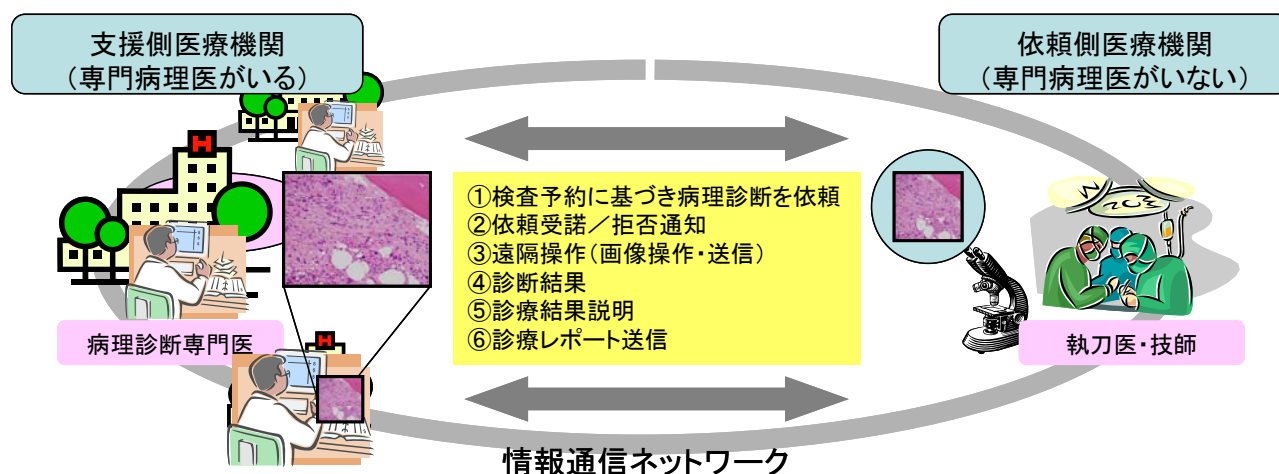 支援側医療機関
（専門病理医がいる）
依頼側医療機関
（専門病理医がいない）
H
①検査予約に基づき病理診断を依頼
②依頼受諾／拒否通知
③遠隔操作（画像操作・送信）
④診断結果
⑤診療結果説明
⑥診療レポート送信
病理診断専門医
H
執刀医・技師
情報通信ネットワーク